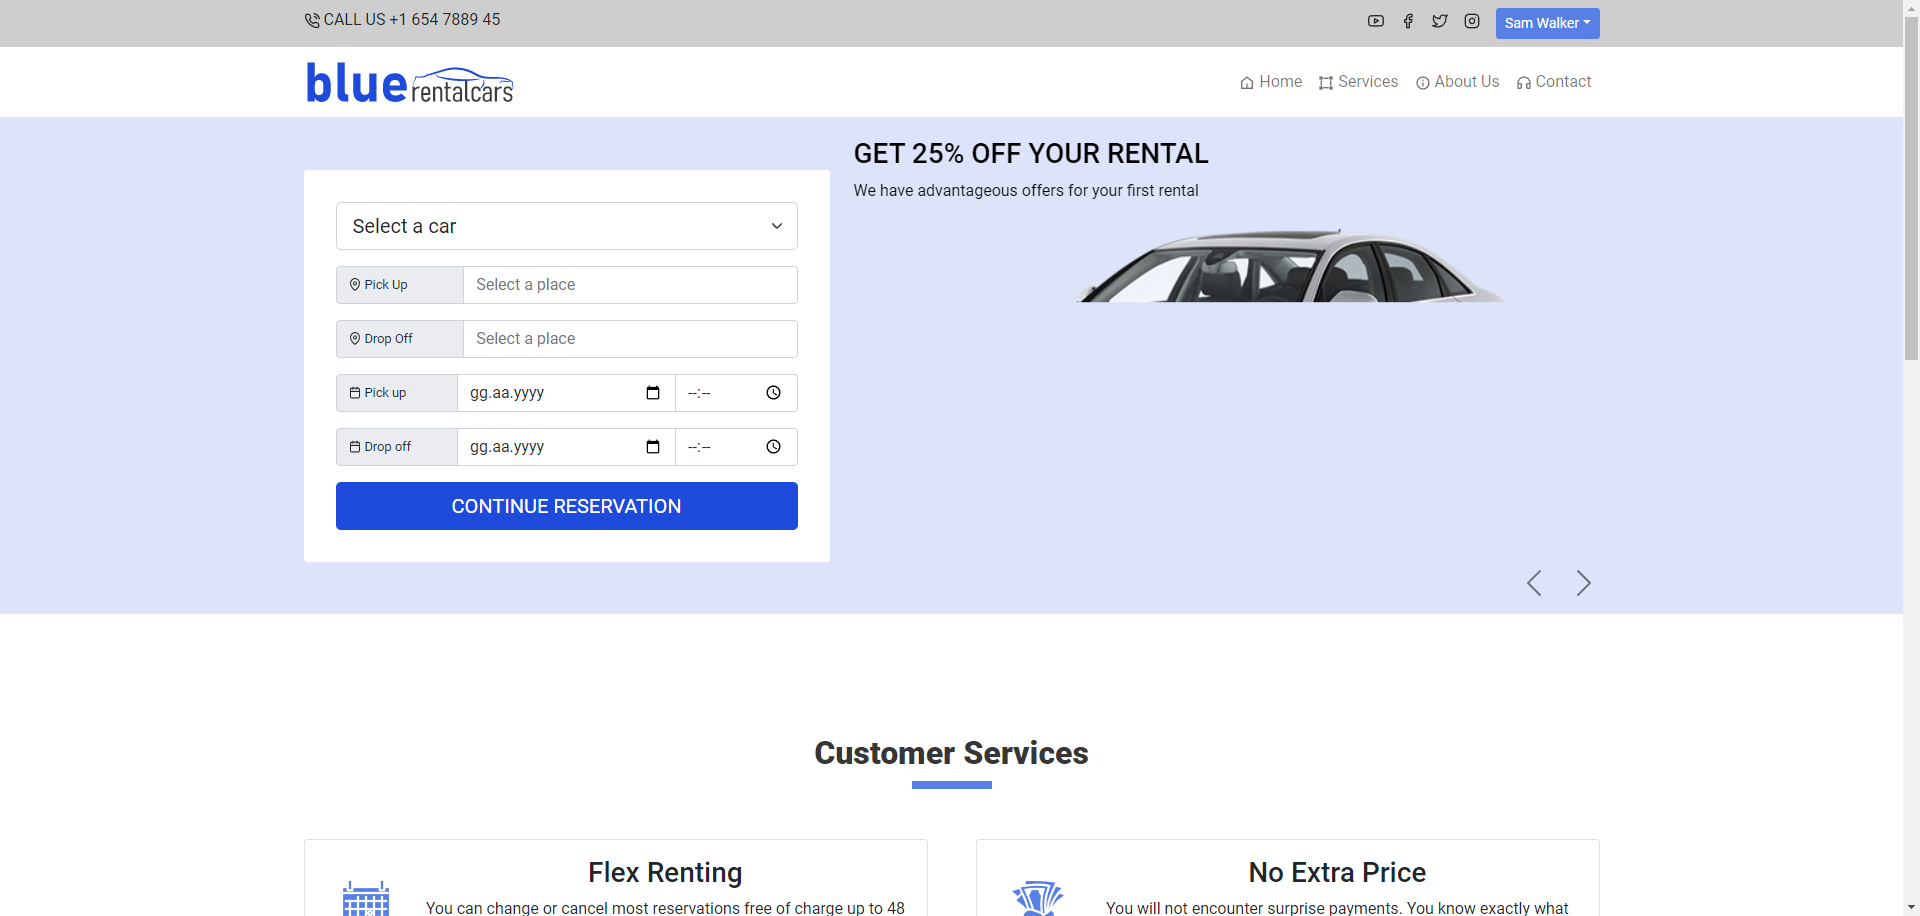 CALL US +1 654 7889 45
Sam Walker
blue rentalcars
Home Services About Us Contact
GET 25% OFF YOUR RENTAL
We have advantageous offers for your first rental
Select a car
Pick Up Select a place
Drop Off Select a place
Pick up gg.aa.yyyy --:--
Drop off gg.aa.yyyy --:--
CONTINUE RESERVATION
Customer Services
Flex Renting
You can change or cancel most reservations free of charge up to 48
No Extra Price
You will not encounter surprise payments. You know exactly what